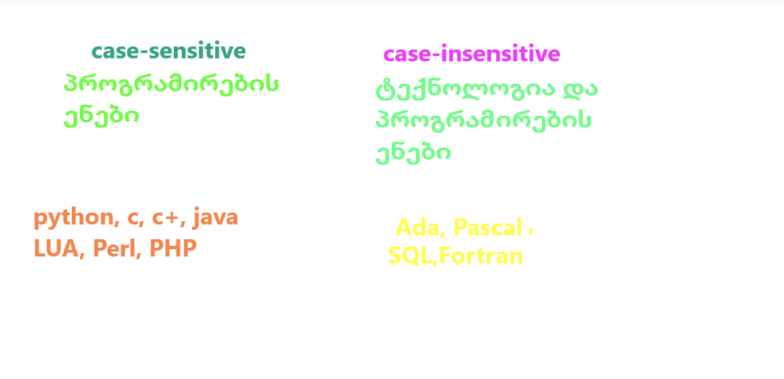 case-sensitive
პროგრამირების
ენები
case-insensitive
ტექნოლოგია და
პროგრამირების
ენები
python, c, c+, java
LUA, Perl, PHP
Ada, Pascal ,
SQL,Fortran